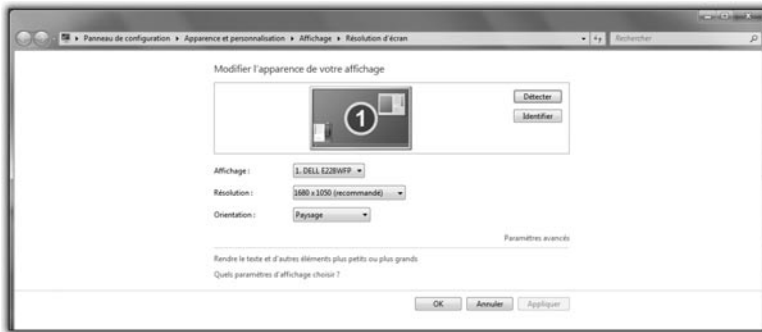 Panneau de configuration ▸ Apparence et personnalisation ▸ Affichage ▸ Résolution d'écran
Rechercher
Modifier l'apparence de votre affichage
1
Détecter
Identifier
Affichage :
1. DELL E228WFP
Résolution :
1680 x 1050 (recommandé)
Orientation :
Paysage
Paramètres avancés
Rendre le texte et d'autres éléments plus petits ou plus grands
Quels paramètres d'affichage choisir ?
OK Annuler Appliquer